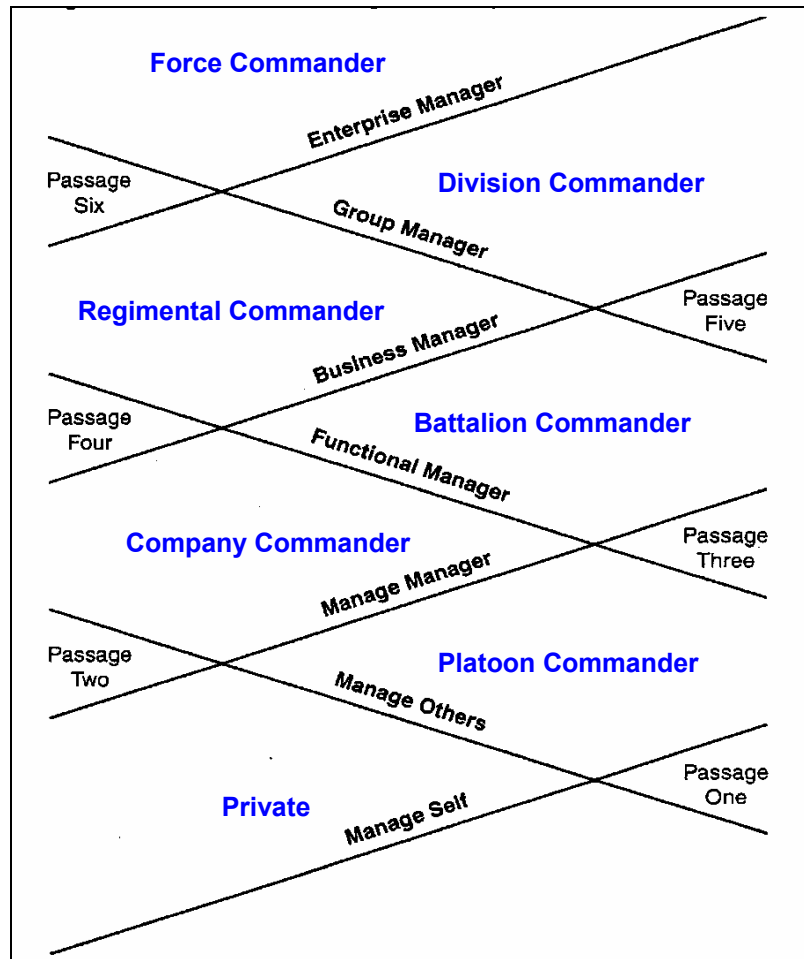 Force Commander
Enterprise Manager
Passage
Six
Division Commander
Group Manager
Regimental Commander
Passage
Five
Business Manager
Passage
Four
Battalion Commander
Functional Manager
Company Commander
Passage
Three
Manage Manager
Passage
Two
Platoon Commander
Manage Others
Passage
One
Private
Manage Self